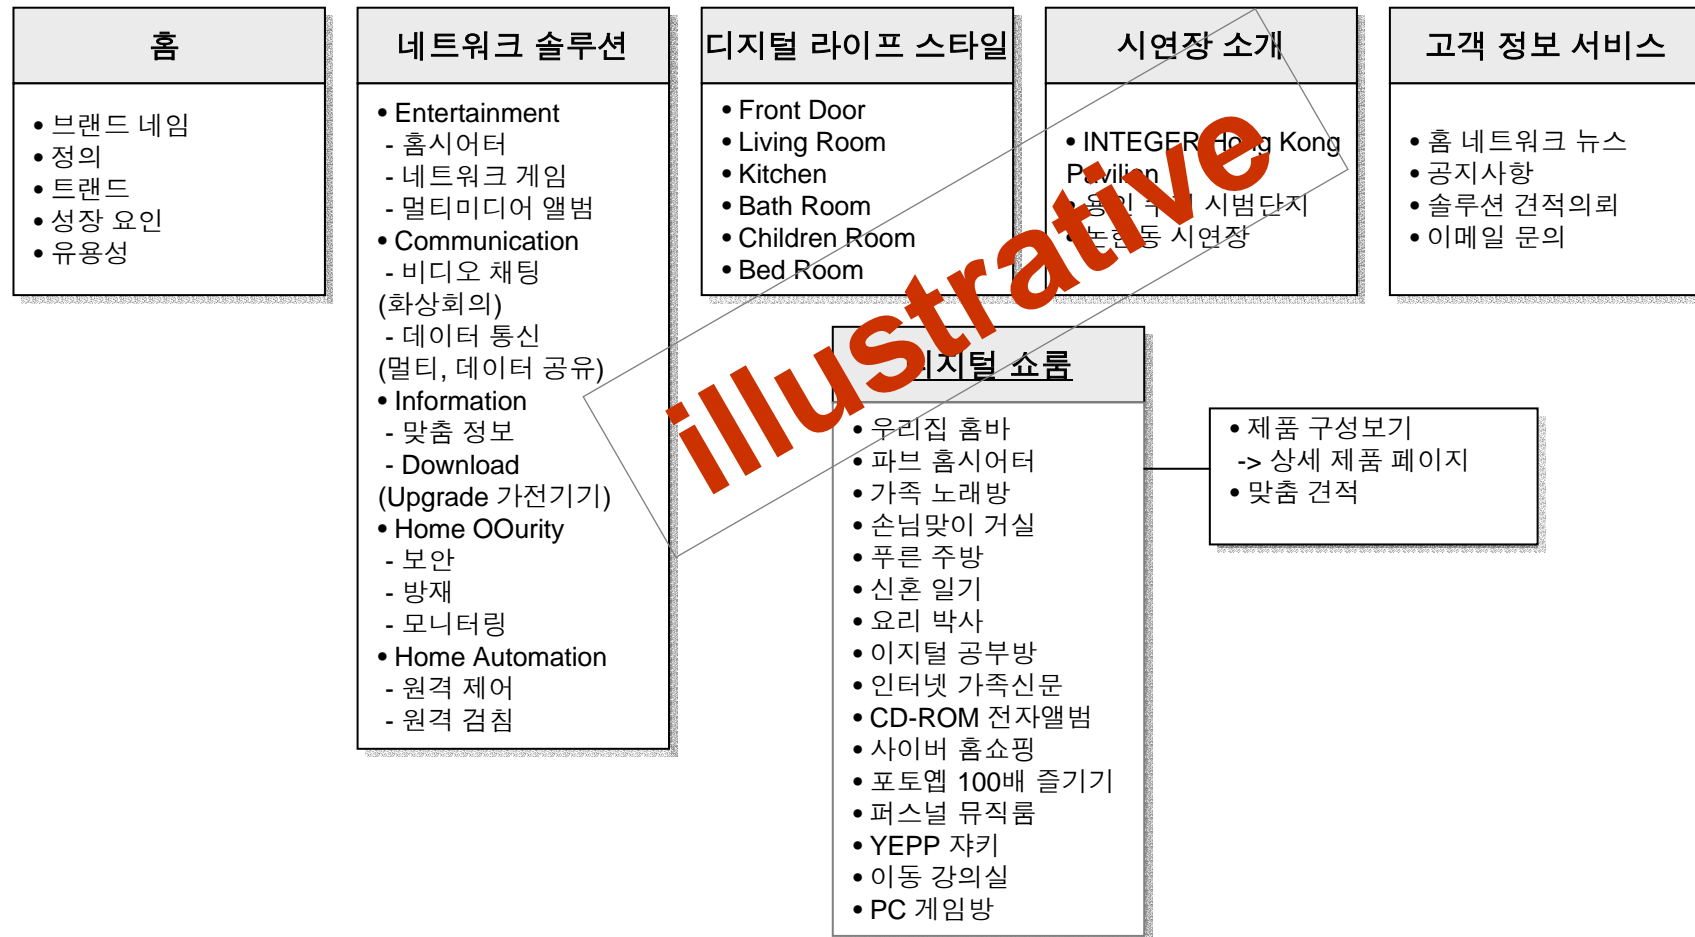 홈
• 브랜드 네임
• 정의
• 트랜드
• 성장 요인
• 유용성
네트워크 솔루션
• Entertainment
- 홈시어터
- 네트워크 게임
- 멀티미디어 앨범
• Communication
- 비디오 채팅
(화상회의)
- 데이터 통신
(멀티, 데이터 공유)
• Information
- 맞춤 정보
- Download
(Upgrade 가전기기)
• Home OOurity
- 보안
- 방재
- 모니터링
• Home Automation
- 원격 제어
- 원격 검침
디지털 라이프 스타일
• Front Door
• Living Room
• Kitchen
• Bath Room
• Children Room
• Bed Room
시연장 소개
• INTEGER Hong Kong
Pavilion
• 용인 시범단지
• 논현동 시연장
고객 정보 서비스
• 홈 네트워크 뉴스
• 공지사항
• 솔루션 견적의뢰
• 이메일 문의
illustrative
디지털 쇼룸
• 우리집 홈바
• 파브 홈시어터
• 가족 노래방
• 손님맞이 거실
• 푸른 주방
• 신혼 일기
• 요리 박사
• 이지털 공부방
• 인터넷 가족신문
• CD-ROM 전자앨범
• 사이버 홈쇼핑
• 포토옙 100배 즐기기
• 퍼스널 뮤직룸
• YEPP 쟈키
• 이동 강의실
• PC 게임방
• 제품 구성보기
-> 상세 제품 페이지
• 맞춤 견적